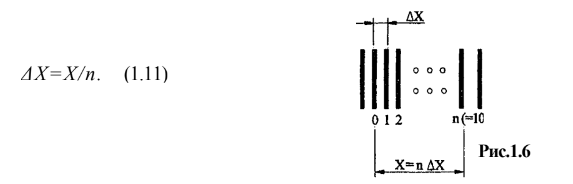 ΔX
ΔX=X/n. (1.11)
0 1 2 n(=10
Рис.1.6
X=n ΔX